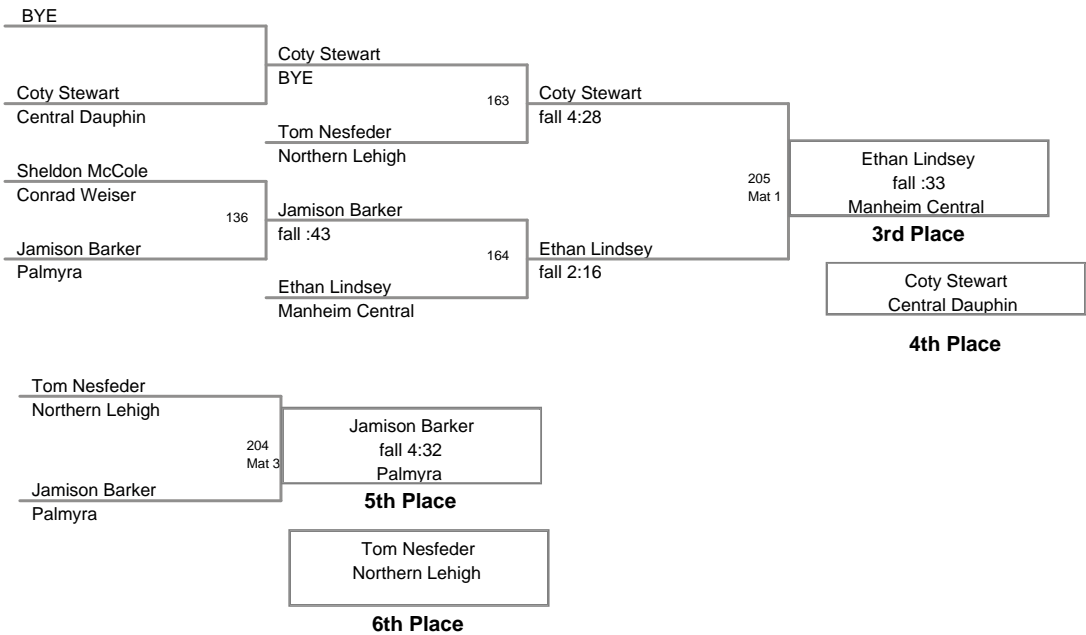 BYE
Coty Stewart
BYE
Coty Stewart
Central Dauphin
163
Coty Stewart
fall 4:28
Tom Nesfeder
Northern Lehigh
Sheldon McCole
Conrad Weiser
136
Jamison Barker
fall :43
Jamison Barker
Palmyra
164
Ethan Lindsey
fall 2:16
Ethan Lindsey
Manheim Central
205
Mat 1
Ethan Lindsey
fall :33
Manheim Central
3rd Place
Coty Stewart
Central Dauphin
4th Place
Tom Nesfeder
Northern Lehigh
204
Mat 3
Jamison Barker
Palmyra
Jamison Barker
fall 4:32
Palmyra
5th Place
Tom Nesfeder
Northern Lehigh
6th Place